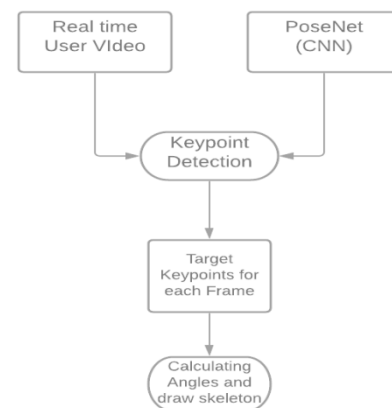 Real time
User VIdeo
PoseNet
(CNN)
Keypoint
Detection
Target
Keypoints for
each Frame
Calculating
Angles and
draw skeleton